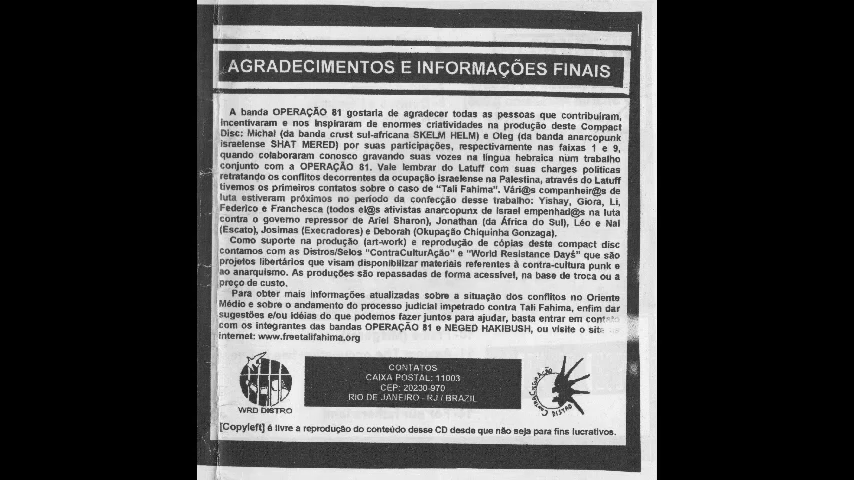 AGRADECIMENTOS E INFORMAÇÕES FINAIS
A banda OPERAÇÃO 81 gostaria de agradecer todas as pessoas que contribuíram,
incentivaram e nos inspiraram de enormes criatividades na produção deste Compact
Disc: Michal (da banda crust sul-africana SKELM HELM) e Oleg (da banda anarcopunk
israelense SHAT MERED) por suas participações, respectivamente nas faixas 1 e 9,
quando colaboraram conosco gravando suas vozes na língua hebraica num trabalho
conjunto com a OPERAÇÃO 81. Vale lembrar do Latuff com suas charges políticas
retratando os conflitos decorrentes da ocupação israelense na Palestina, através do Latuff
tivemos os primeiros contatos sobre o caso de "Tali Fahima". Vári@s companheir@s de
luta estiveram próximos no período da confecção desse trabalho: Yishay, Giora, Li,
Federico e Franchesca (todos el@s ativistas anarcopunx de Israel empenhad@s na luta
contra o governo repressor de Ariel Sharon), Jonathan (da África do Sul), Léo e Nal
(Escato), Josimas (Execradores) e Deborah (Okupação Chiquinha Gonzaga).
Como suporte na produção (art-work) e reprodução de cópias deste compact disc
contamos com as Distros/Selos "ContraCulturAção" e "World Resistance Days" que são
projetos libertários que visam disponibilizar materiais referentes à contra-cultura punk e
ao anarquismo. As produções são repassadas de forma acessível, na base de troca ou a
preço de custo.
Para obter mais informações atualizadas sobre a situação dos conflitos no Oriente
Médio e sobre o andamento do processo judicial impetrado contra Tali Fahima, enfim dar
sugestões e/ou idéias do que podemos fazer juntos para ajudar, basta entrar em contato
com os integrantes das bandas OPERAÇÃO 81 e NEGED HAKIBUSH, ou visite o site
internet: www.freetalifahima.org
CONTATOS
CAIXA POSTAL: 11003
CEP: 20230-970
RIO DE JANEIRO - RJ / BRAZIL
WRD DISTRO
ContraCulturAção DISTRO
[Copyleft] é livre a reprodução do conteúdo desse CD desde que não seja para fins lucrativos.